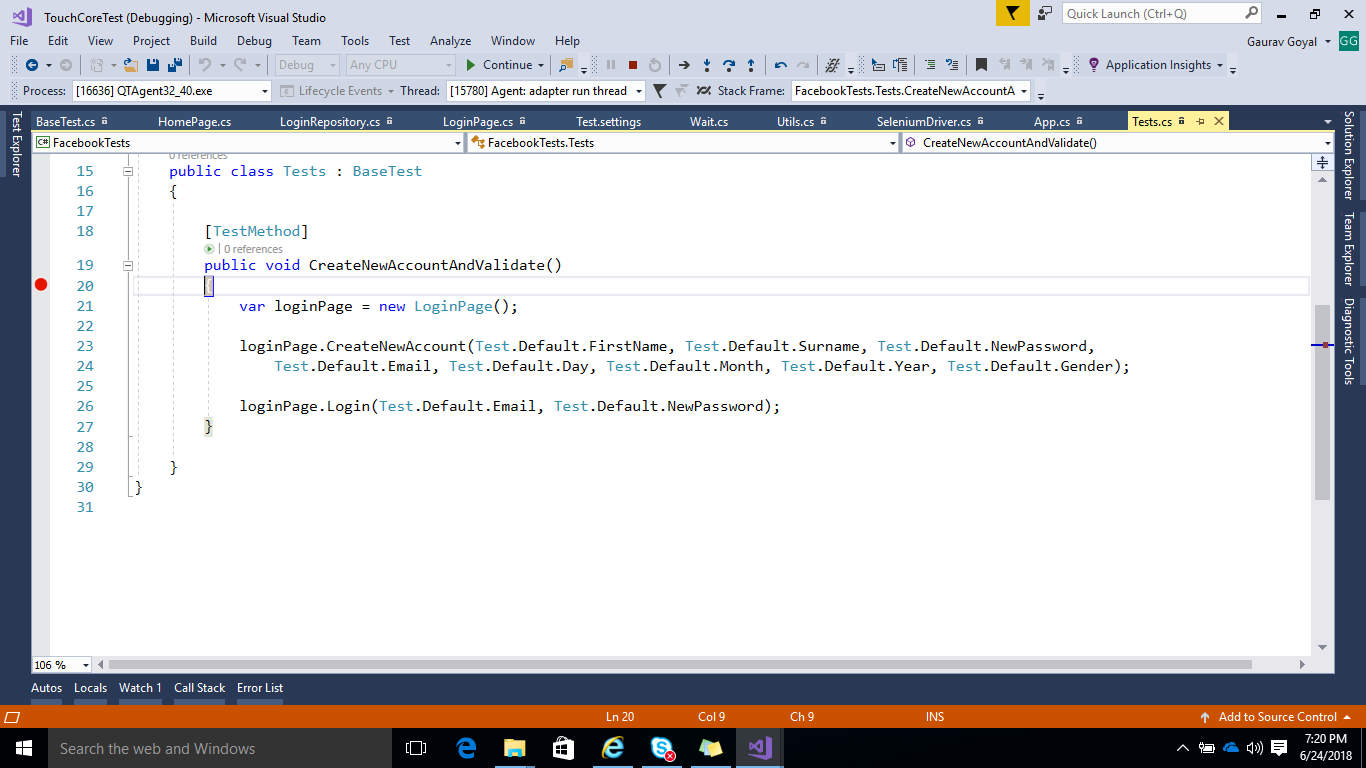 TouchCoreTest (Debugging) - Microsoft Visual Studio
Quick Launch (Ctrl+Q)
File Edit View Project Build Debug Team Tools Test Analyze Window Help
Gaurav Goyal GG
Debug Any CPU Continue Application Insights
Process: [16636] QTAgent32_40.exe Lifecycle Events Thread: [15780] Agent: adapter run thread Stack Frame: FacebookTests.Tests.CreateNewAccountA
BaseTest.cs HomePage.cs LoginRepository.cs LoginPage.cs Test.settings Wait.cs Utils.cs SeleniumDriver.cs App.cs Tests.cs
Test Explorer
Solution Explorer
Team Explorer
Diagnostic Tools
C# FacebookTests FacebookTests.Tests CreateNewAccountAndValidate()
0 references
15 public class Tests : BaseTest
16 {
17
18 [TestMethod]
| 0 references
19 public void CreateNewAccountAndValidate()
20 {
21 var loginPage = new LoginPage();
22
23 loginPage.CreateNewAccount(Test.Default.FirstName, Test.Default.Surname, Test.Default.NewPassword,
24 Test.Default.Email, Test.Default.Day, Test.Default.Month, Test.Default.Year, Test.Default.Gender);
25
26 loginPage.Login(Test.Default.Email, Test.Default.NewPassword);
27 }
28
29 }
30 }
31
106 %
Autos Locals Watch 1 Call Stack Error List
Ln 20 Col 9 Ch 9 INS Add to Source Control
Search the web and Windows
7:20 PM
6/24/2018